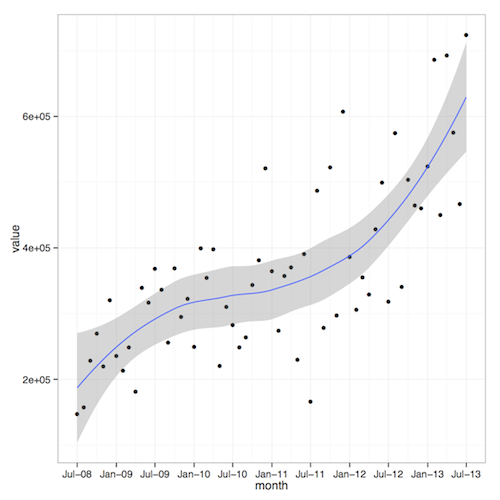 value
6e+05
4e+05
2e+05
Jul−08 Jan−09 Jul−09 Jan−10 Jul−10 Jan−11 Jul−11 Jan−12 Jul−12 Jan−13 Jul−13
month